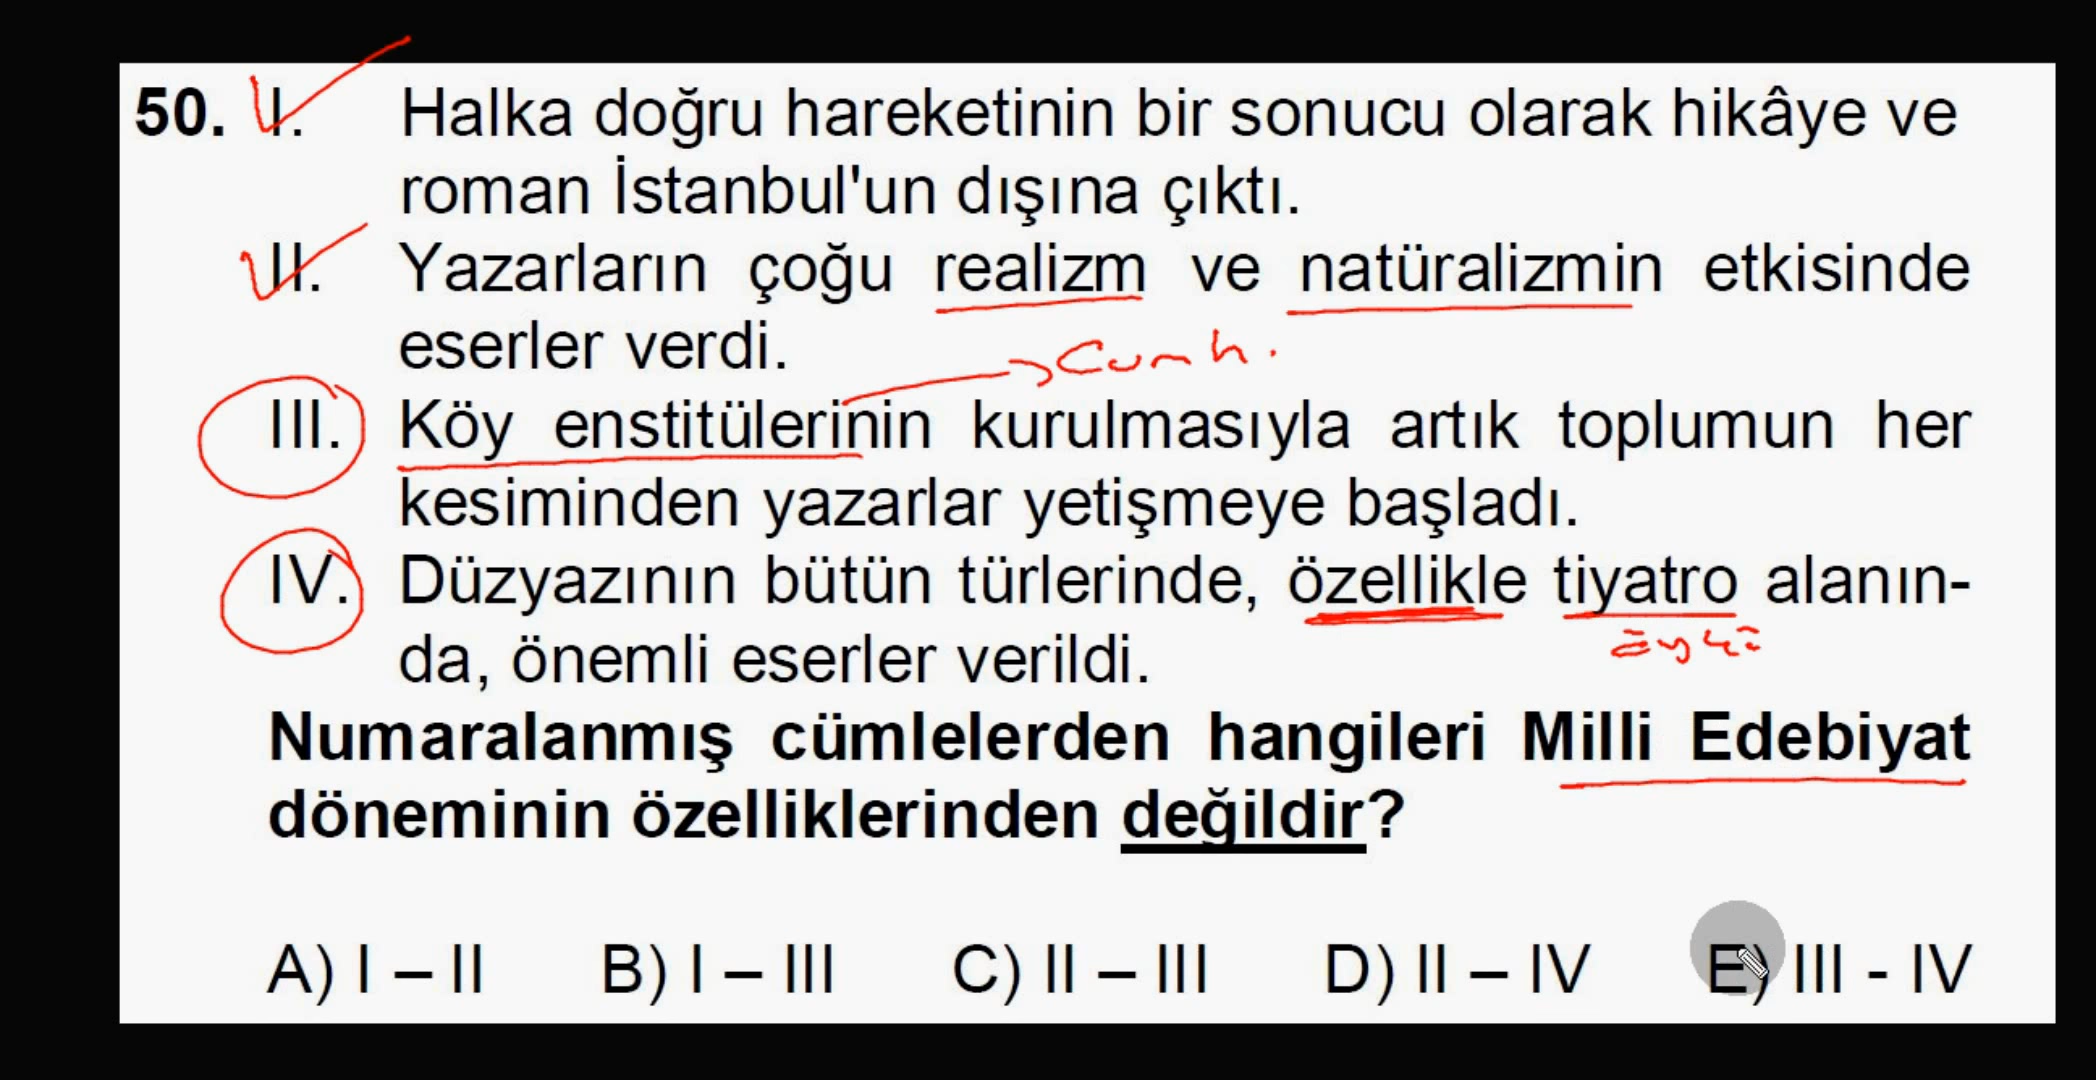 50. I. Halka doğru hareketinin bir sonucu olarak hikâye ve
roman İstanbul'un dışına çıktı.
II. Yazarların çoğu realizm ve natüralizmin etkisinde
eserler verdi.
Cumh.
III. Köy enstitülerinin kurulmasıyla artık toplumun her
kesiminden yazarlar yetişmeye başladı.
IV. Düzyazının bütün türlerinde, özellikle tiyatro alanın-
öykü
da, önemli eserler verildi.
Numaralanmış cümlelerden hangileri Milli Edebiyat
döneminin özelliklerinden değildir?
A) I – II B) I – III C) II – III D) II – IV E) III - IV